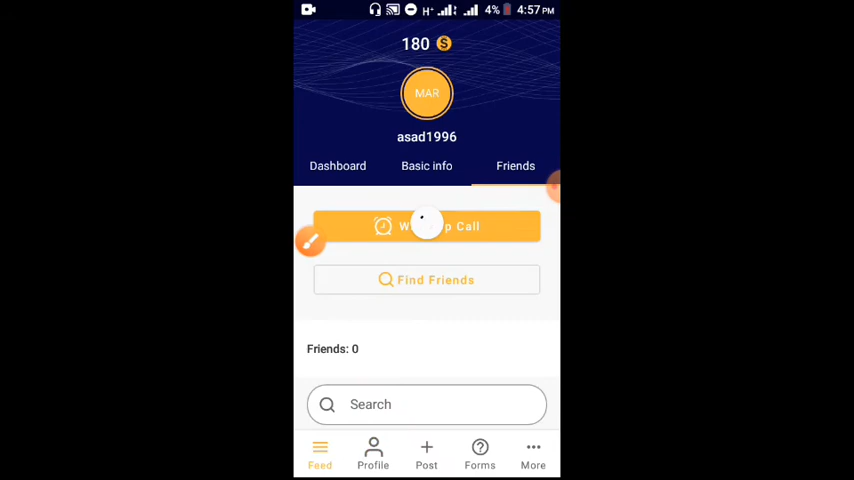 H+ 4% 4:57 PM
180 S
MAR
asad1996
Dashboard Basic info Friends
Call
Find Friends
Friends: 0
Search
Feed Profile Post Forms More